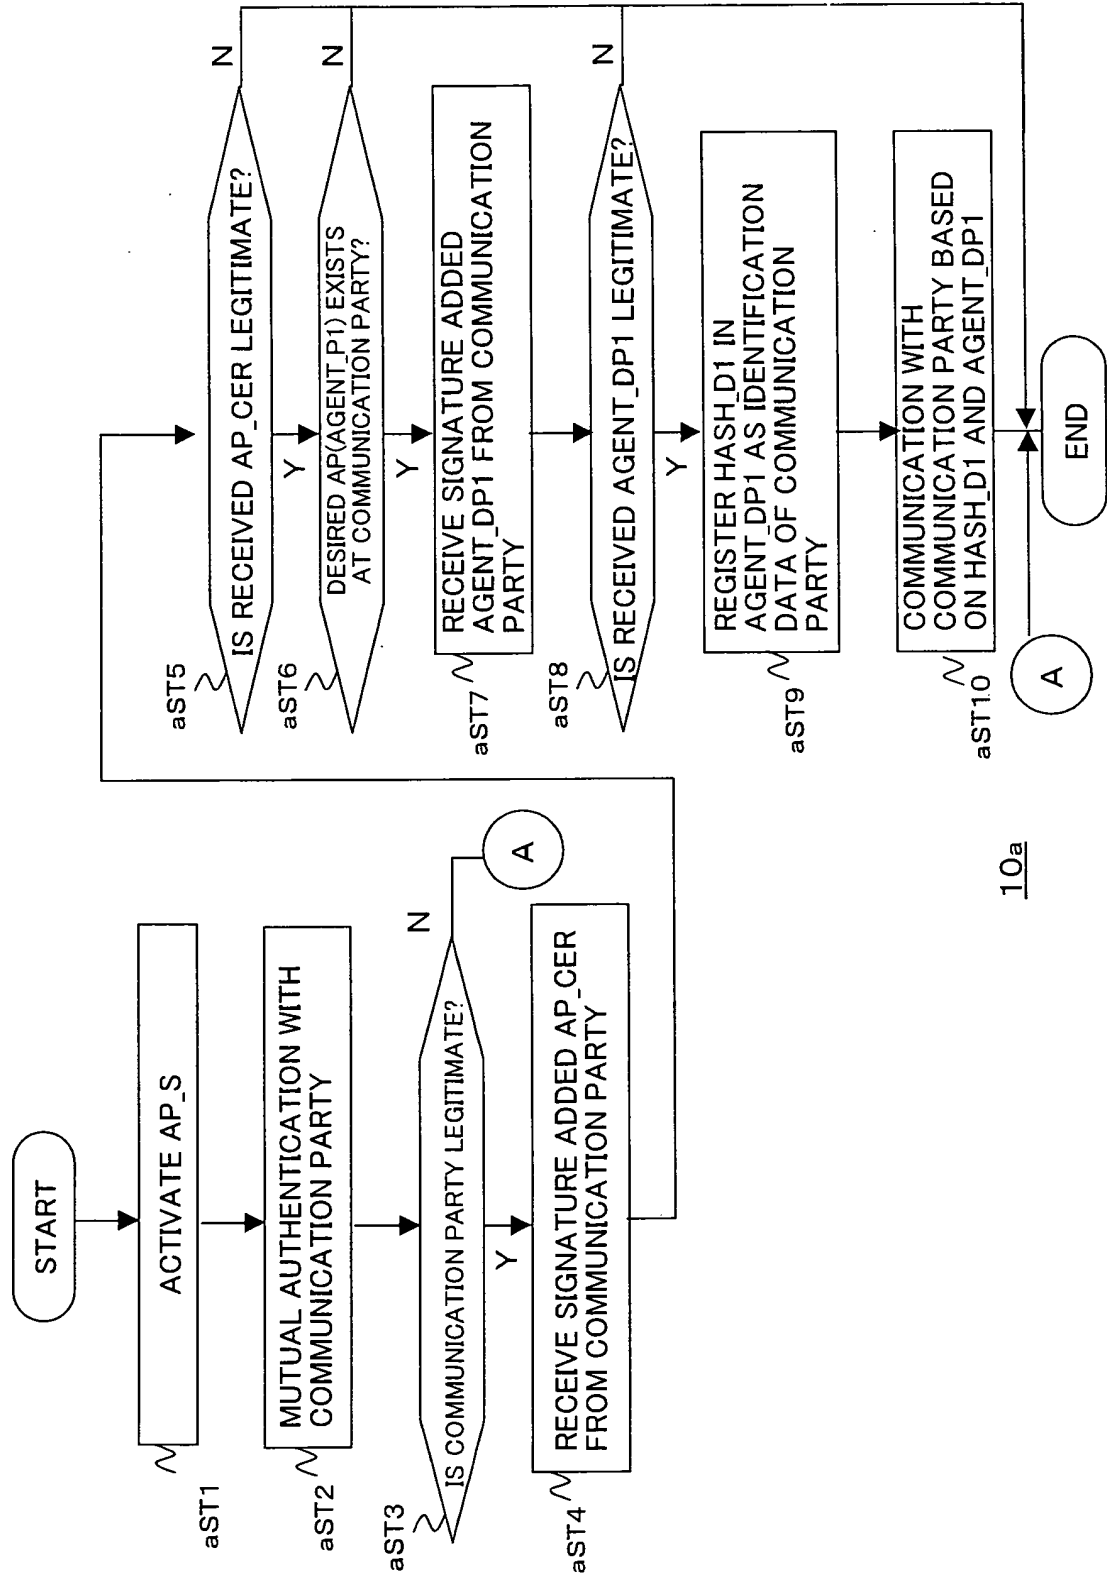 START
aST1
ACTIVATE AP_S
aST2
MUTUAL AUTHENTICATION WITH
COMMUNICATION PARTY
aST3
IS COMMUNICATION PARTY LEGITIMATE?
N
A
Y
aST4
RECEIVE SIGNATURE ADDED AP_CER
FROM COMMUNICATION PARTY
aST5
IS RECEIVED AP_CER LEGITIMATE?
N
Y
aST6
DESIRED AP(AGENT_P1) EXISTS
AT COMMUNICATION PARTY?
N
Y
aST7
RECEIVE SIGNATURE ADDED
AGENT_DP1 FROM COMMUNICATION
PARTY
aST8
IS RECEIVED AGENT_DP1 LEGITIMATE?
N
Y
aST9
REGISTER HASH_D1 IN
AGENT_DP1 AS IDENTIFICATION
DATA OF COMMUNICATION
PARTY
aST10
COMMUNICATION WITH
COMMUNICATION PARTY BASED
ON HASH_D1 AND AGENT_DP1
A
END
10a